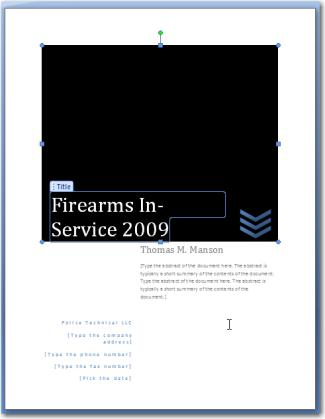 Title
Firearms In-
Service 2009
Thomas M. Manson
[Type the abstract of the document here. The abstract is
typically a short summary of the contents of the document.
Type the abstract of the document here. The abstract is
typically a short summary of the contents of the
document.]
Police Technical LLC
[Type the company
address]
[Type the phone number]
[Type the fax number]
[Pick the date]